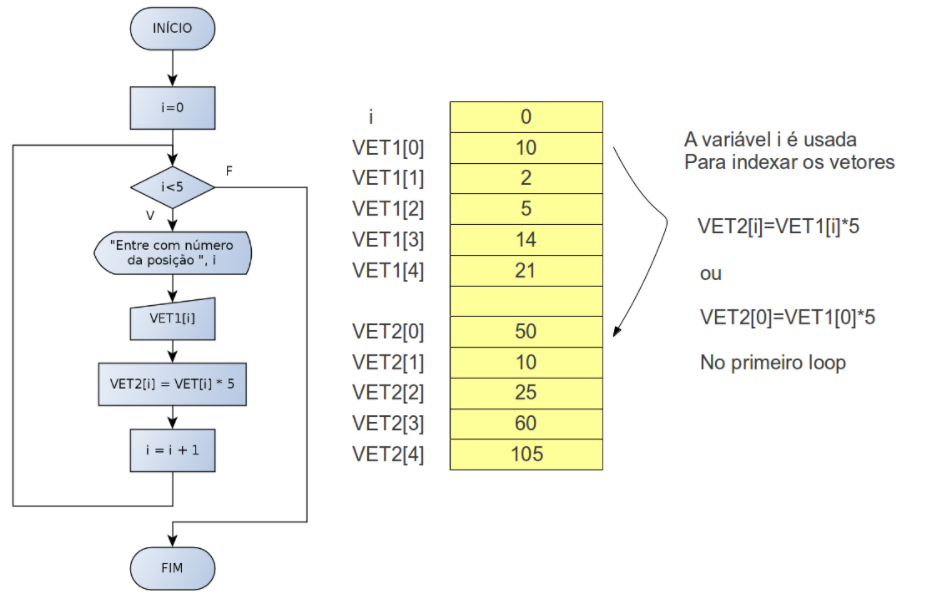 INÍCIO
i=0
i<5
F
V
"Entre com número
da posição ", i
VET1[i]
VET2[i] = VET[i] * 5
i = i + 1
FIM
i 0
VET1[0] 10
VET1[1] 2
VET1[2] 5
VET1[3] 14
VET1[4] 21
VET2[0] 50
VET2[1] 10
VET2[2] 25
VET2[3] 60
VET2[4] 105
A variável i é usada
Para indexar os vetores
VET2[i]=VET1[i]*5
ou
VET2[0]=VET1[0]*5
No primeiro loop